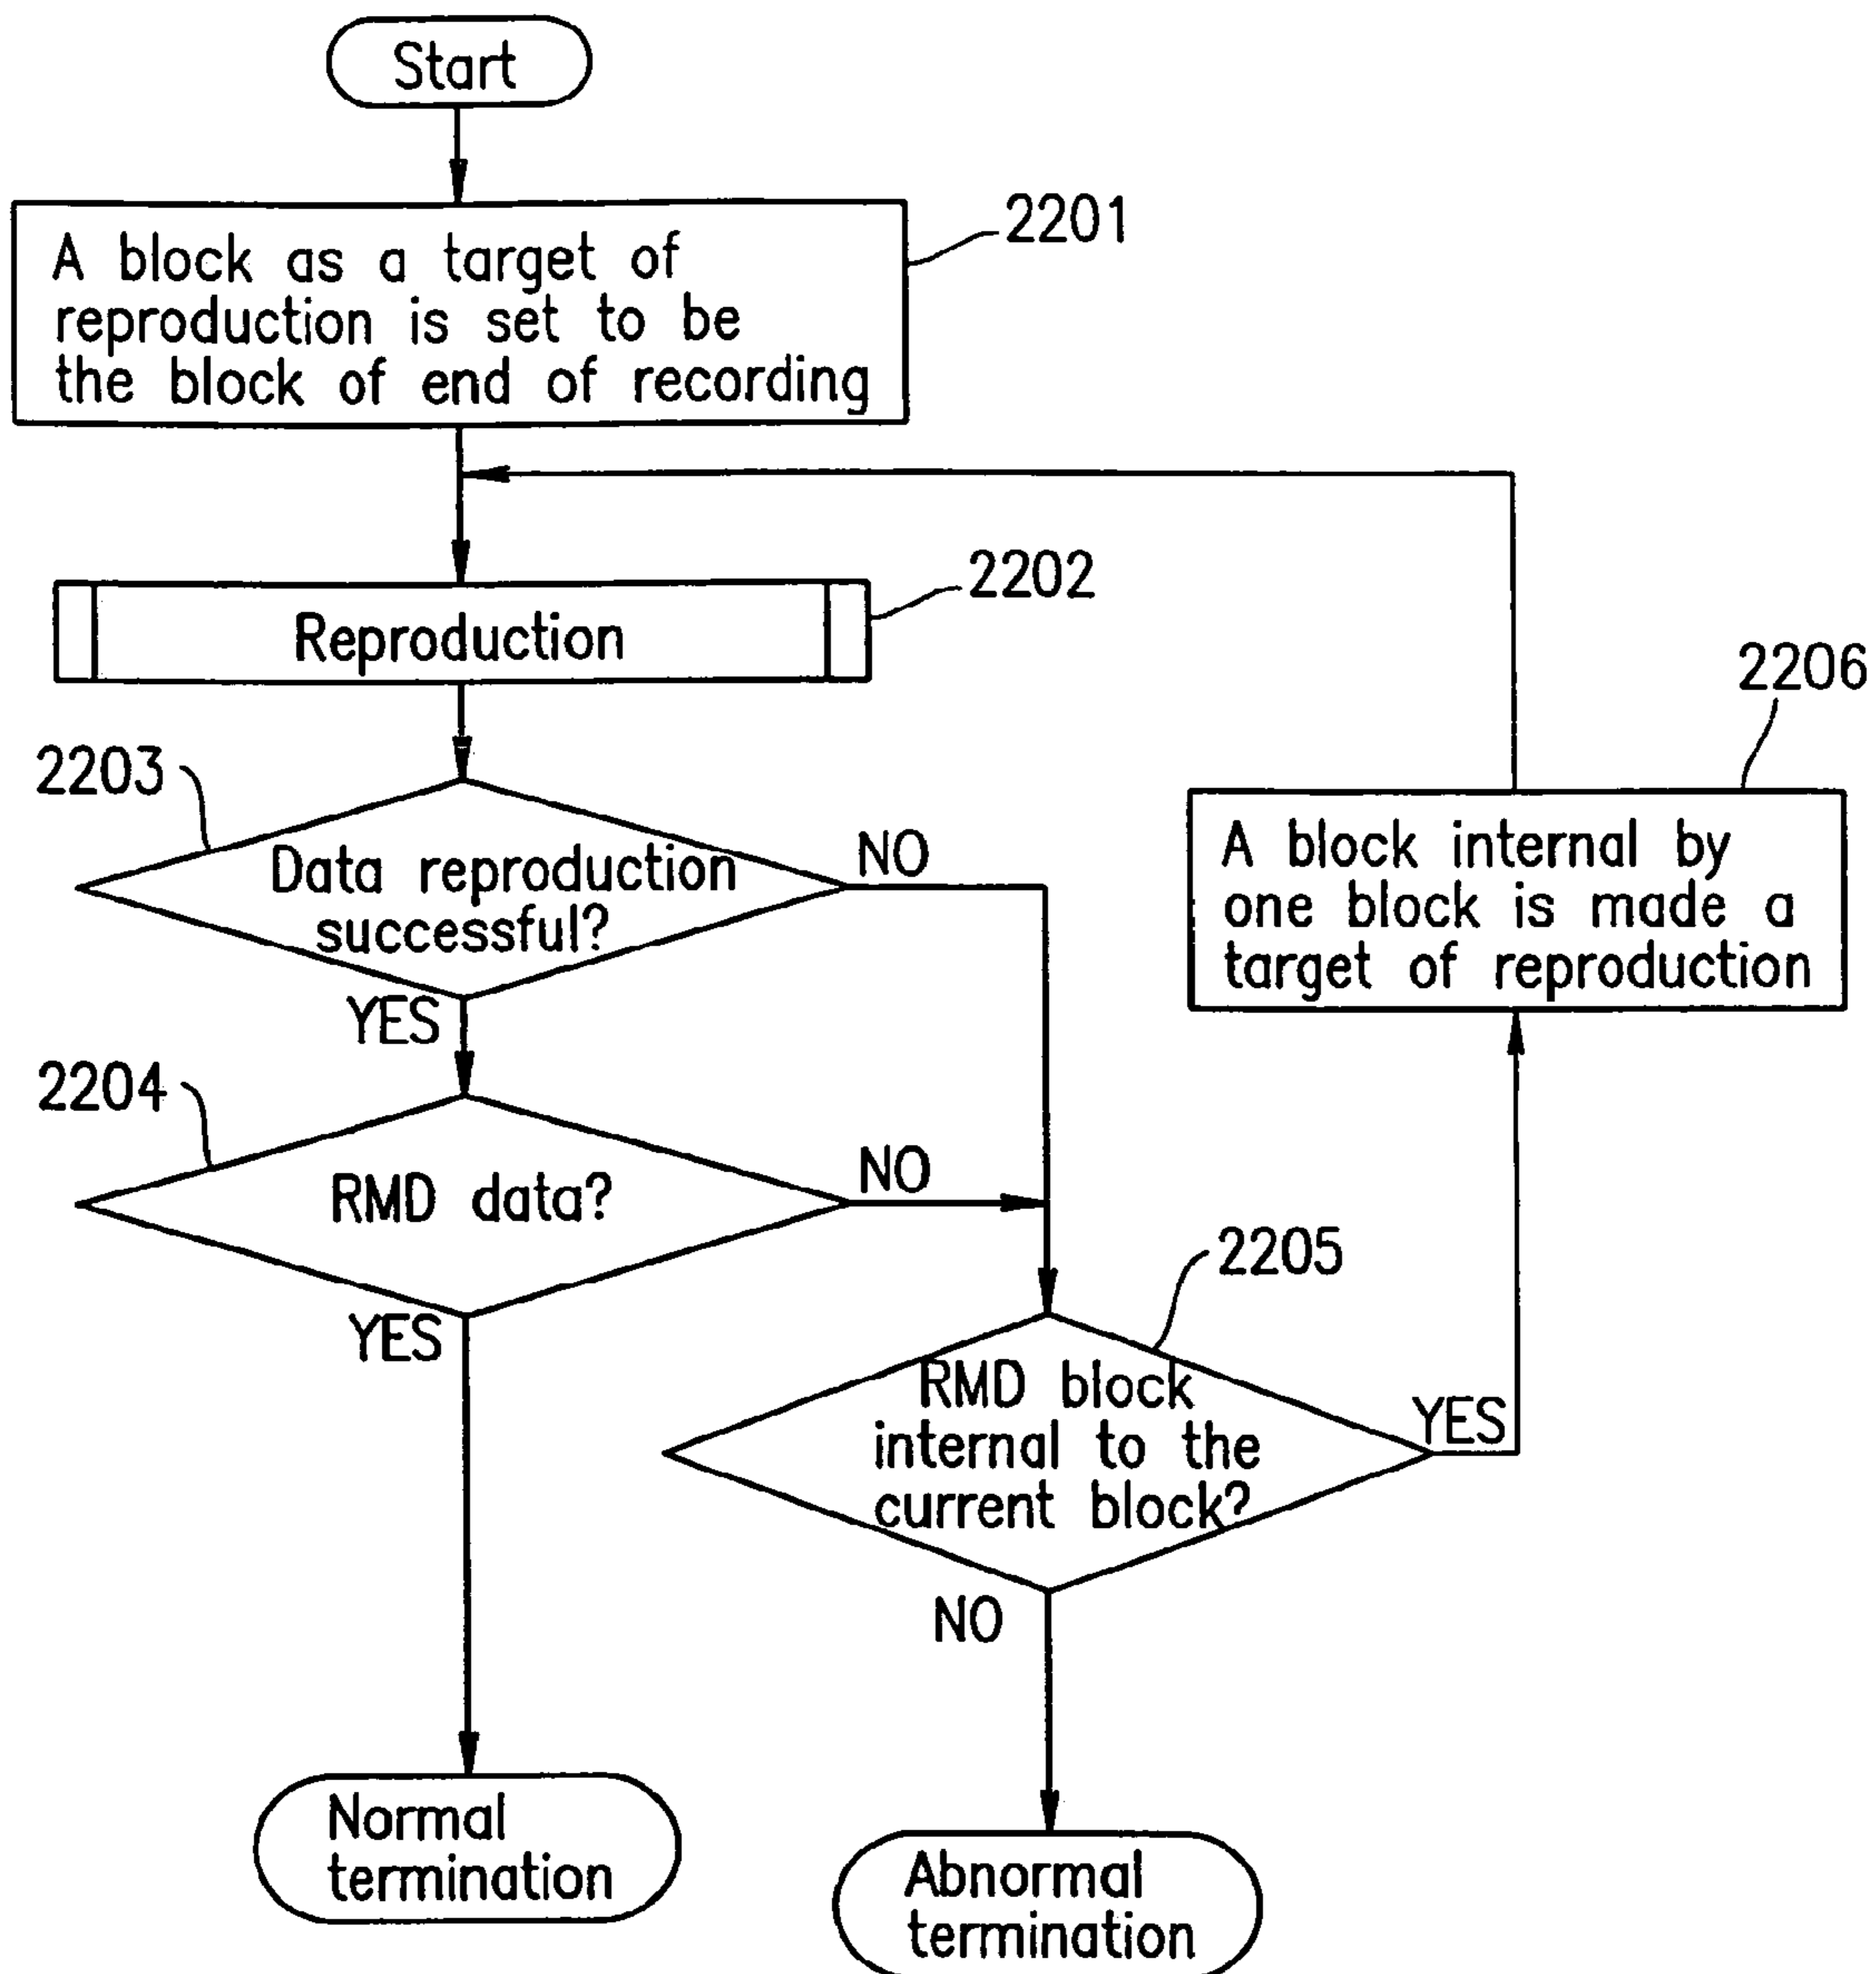 Start
2201
A block as a target of
reproduction is set to be
the block of end of recording
2202
Reproduction
2206
2203
Data reproduction
successful?
NO
A block internal by
one block is made a
target of reproduction
YES
2204
RMD data?
NO
2205
YES
RMD block
internal to the
current block?
YES
NO
Normal
termination
Abnormal
termination